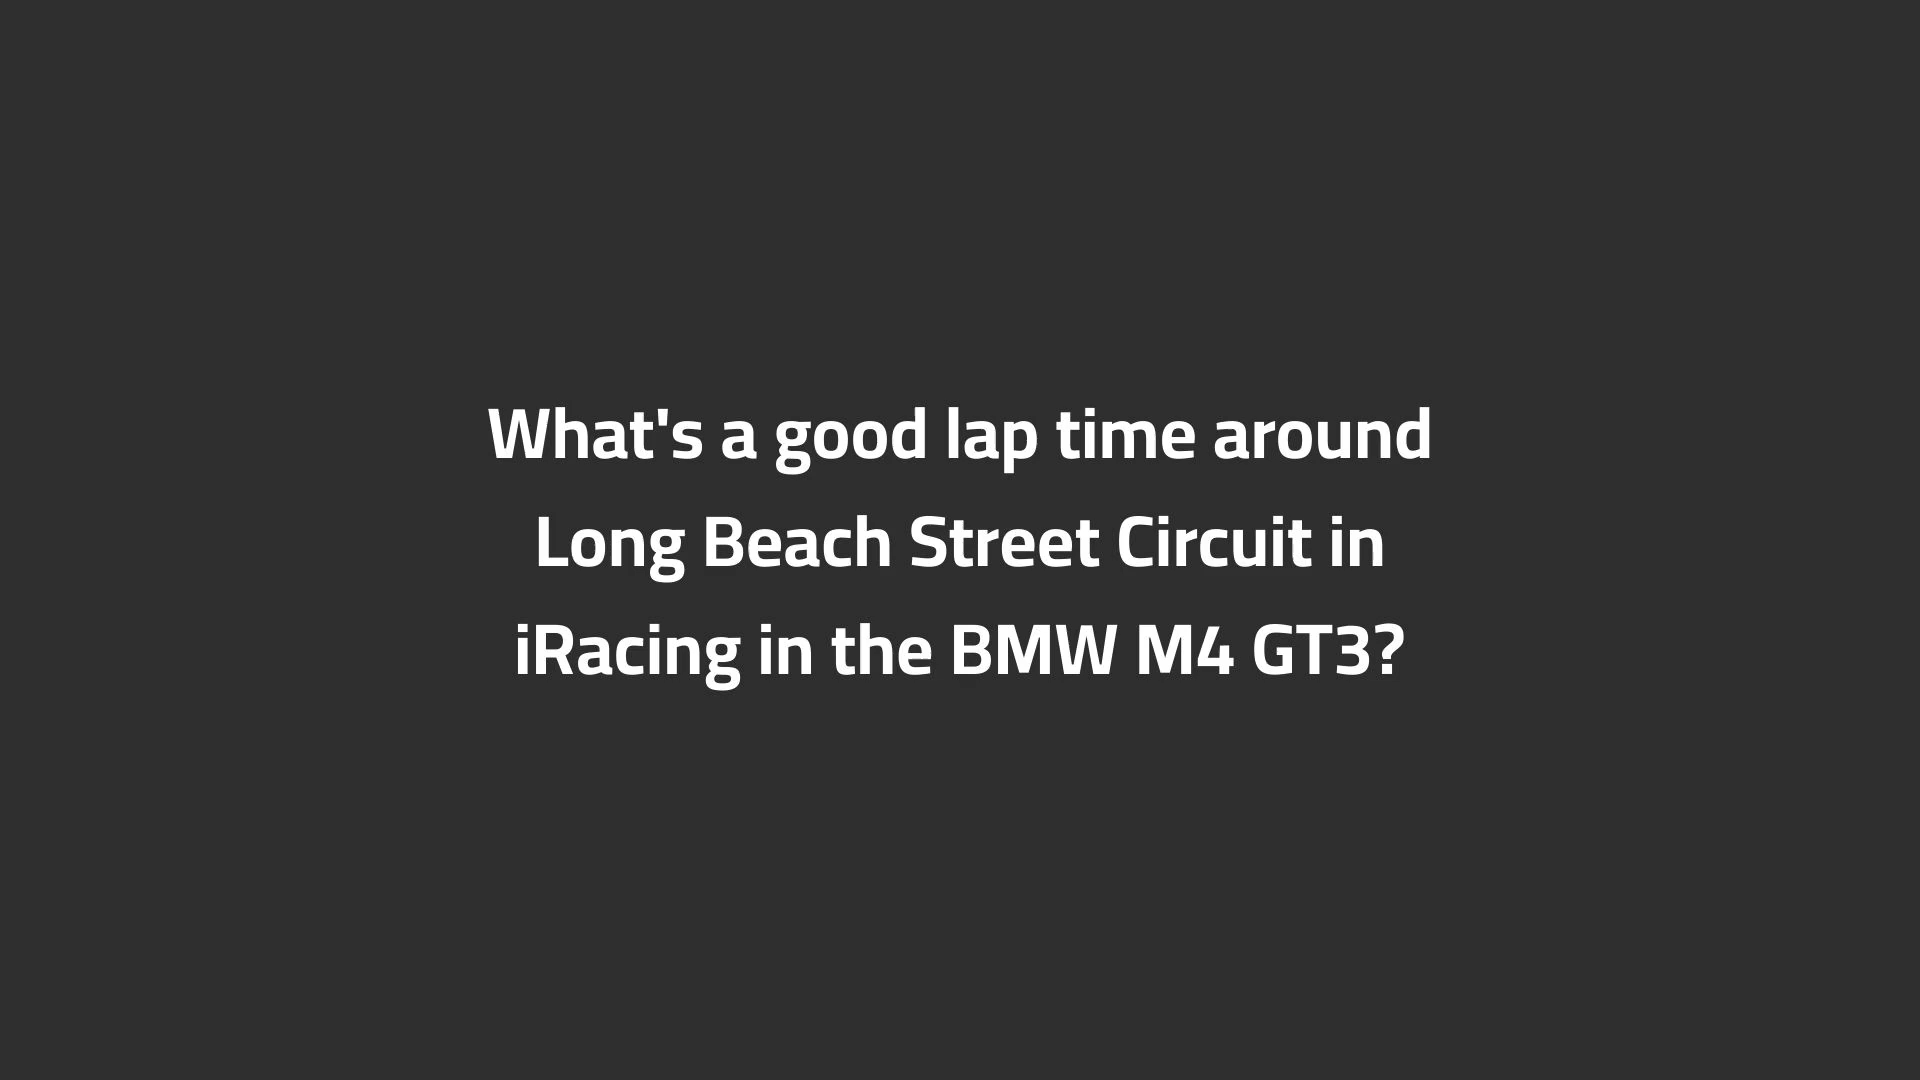 What's a good lap time around
Long Beach Street Circuit in
iRacing in the BMW M4 GT3?